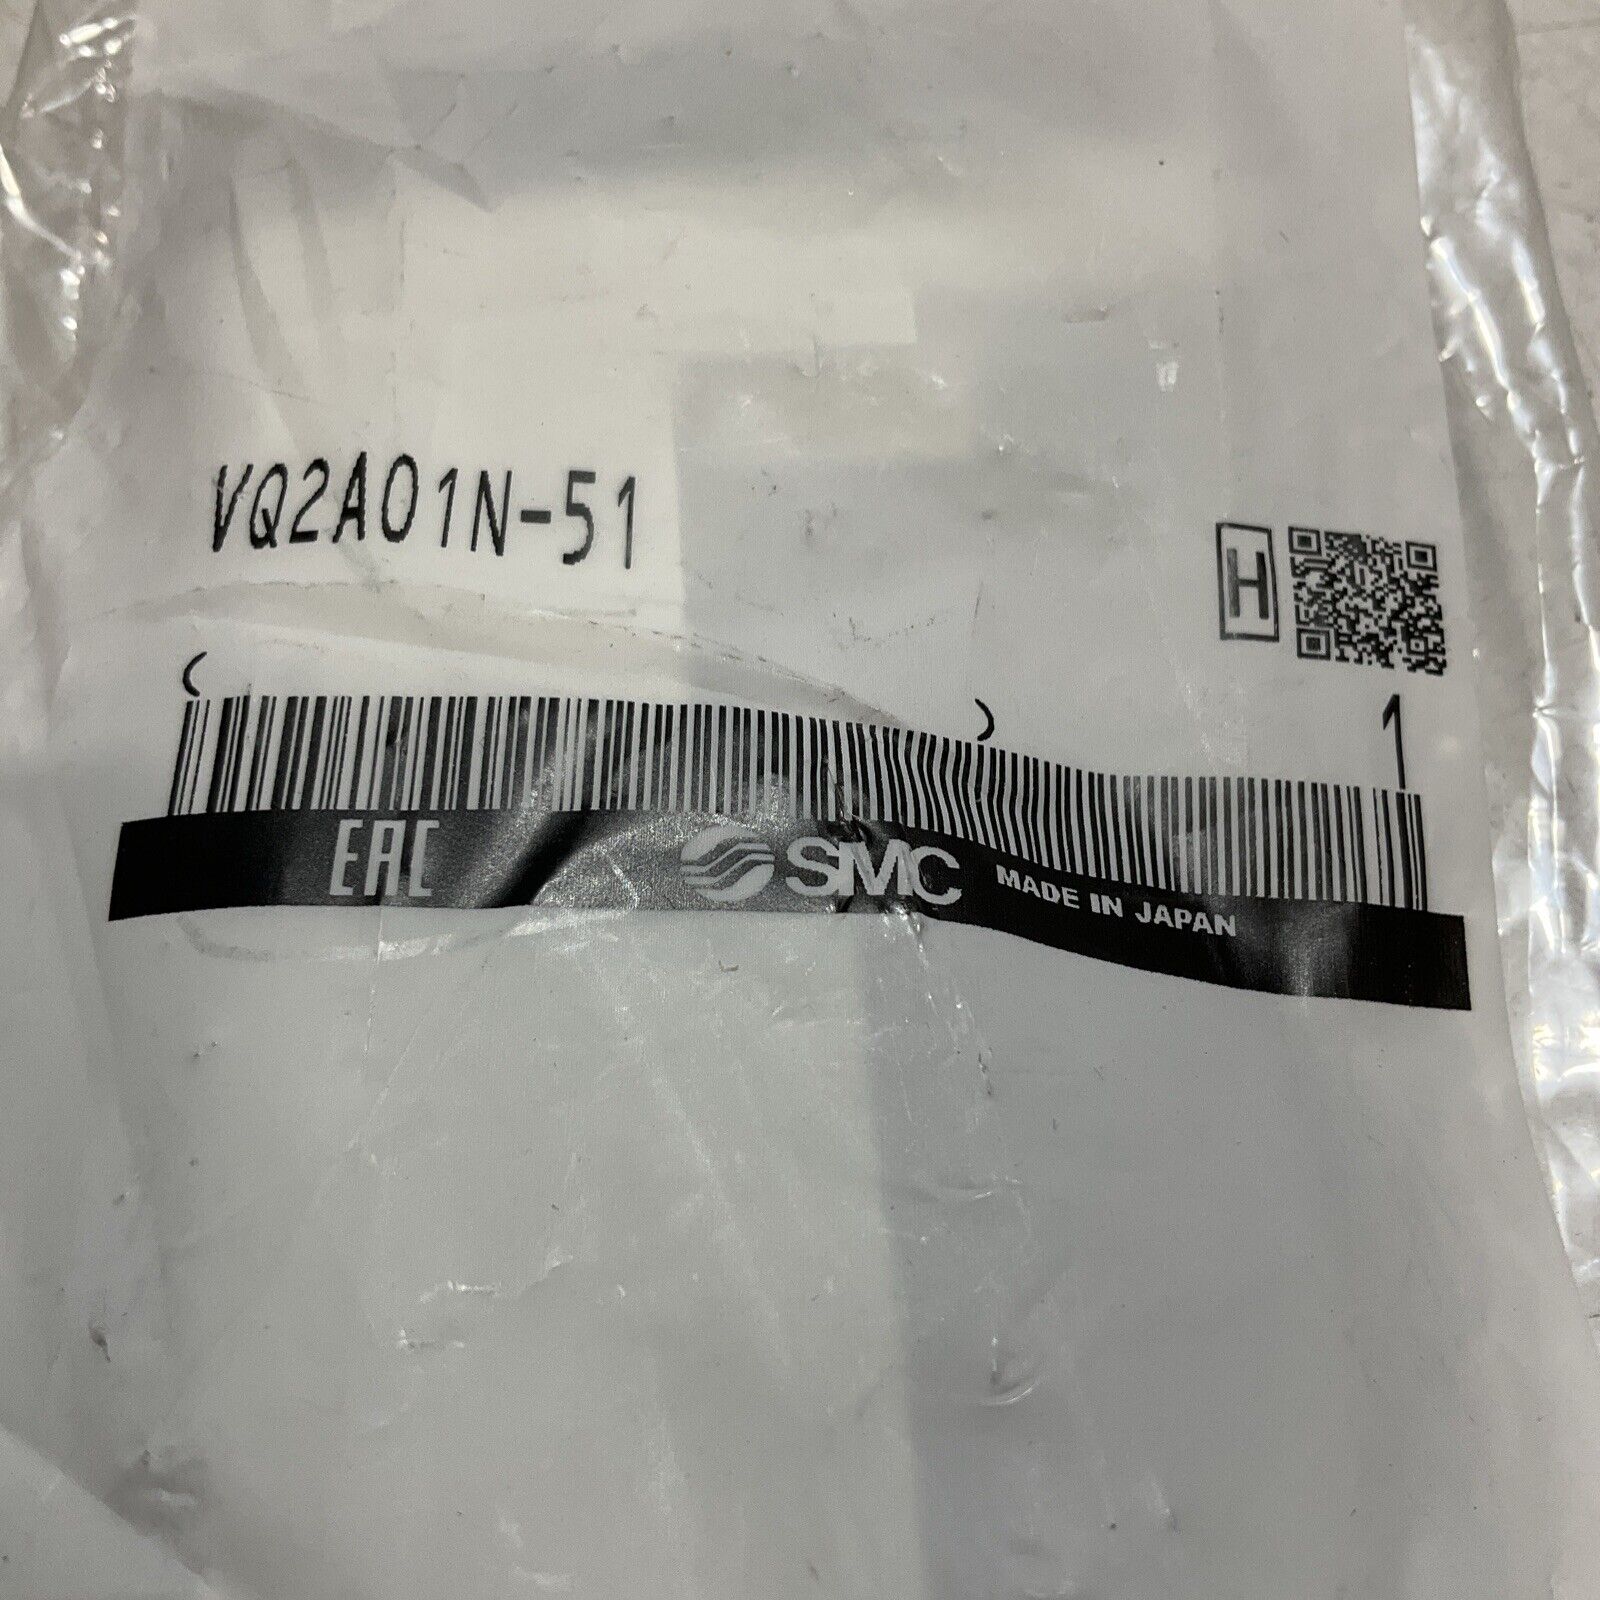 VQ2A01N-51
H
( )
1
EAC
SMC MADE IN JAPAN